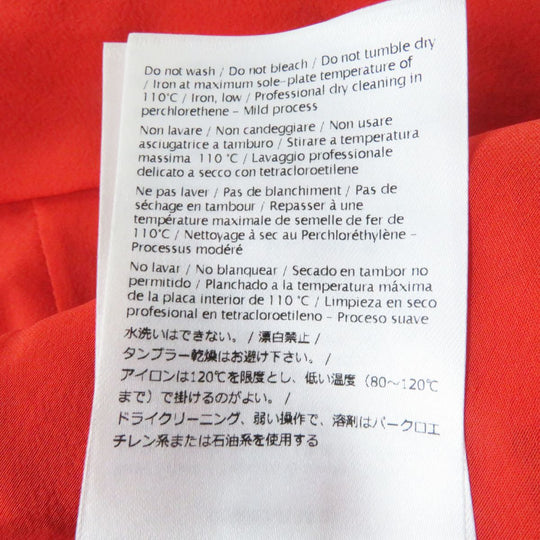 Do not wash / Do not bleach / Do not tumble dry
/ Iron at maximum sole-plate temperature of
110°C / Iron, low / Professional dry cleaning in
perchlorethene - Mild process
Non lavare / Non candeggiare / Non usare
asciugatrice a tamburo / Stirare a temperatura
massima 110 °C / Lavaggio professionale
delicato a secco con tetracloroetilene
Ne pas laver / Pas de blanchiment / Pas de
séchage en tambour / Repasser à une
température maximale de semelle de fer de
110°C / Nettoyage à sec au Perchloréthylène -
Processus modéré
No lavar / No blanquear / Secado en tambor no
permitido / Planchado a la temperatura máxima
de la placa interior de 110 °C / Limpieza en seco
profesional en tetracloroetileno - Proceso suave
水洗いはできない。/ 漂白禁止 /
タンブラー乾燥はお避け下さい。/
アイロンは120℃を限度とし、低い温度（80～120℃
まで）で掛けるのがよい。/
ドライクリーニング、弱い操作で、溶剤はパークロエ
チレン系または石油系を使用する